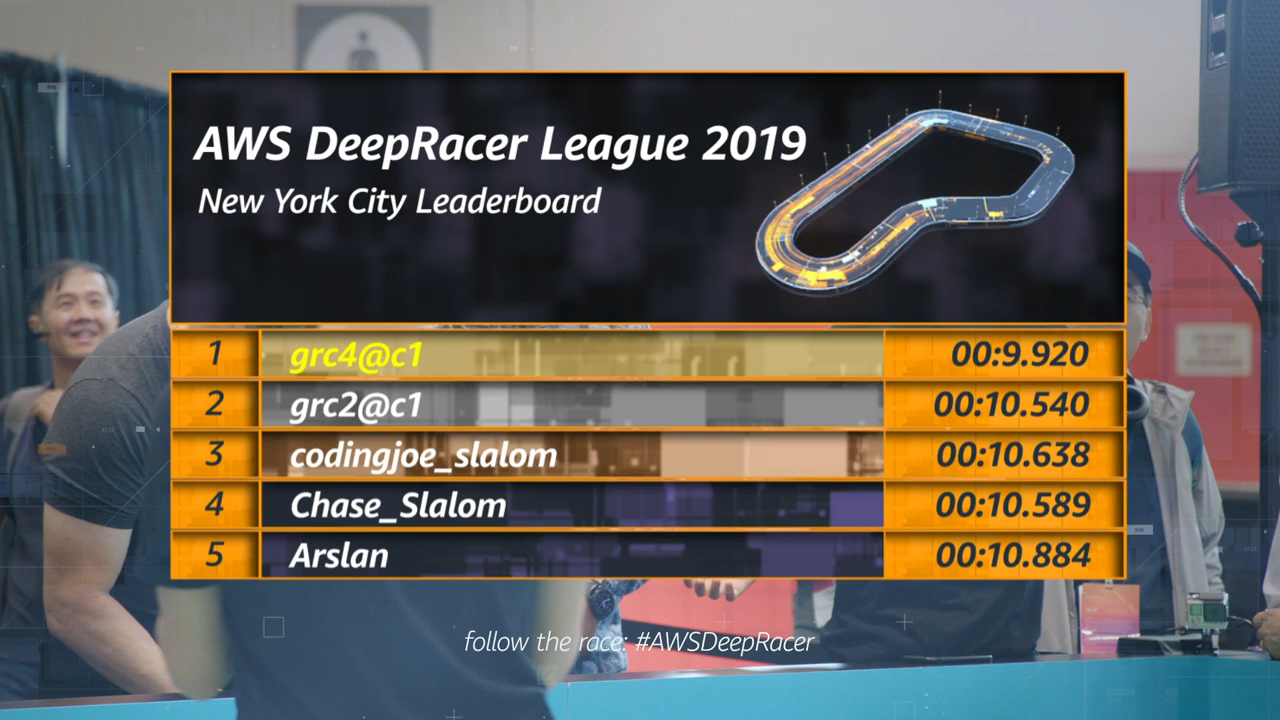 AWS DeepRacer League 2019
New York City Leaderboard
1 grc4@c1 00:9.920
2 grc2@c1 00:10.540
3 codingjoe_slalom 00:10.638
4 Chase_Slalom 00:10.589
5 Arslan 00:10.884
follow the race: #AWSDeepRacer